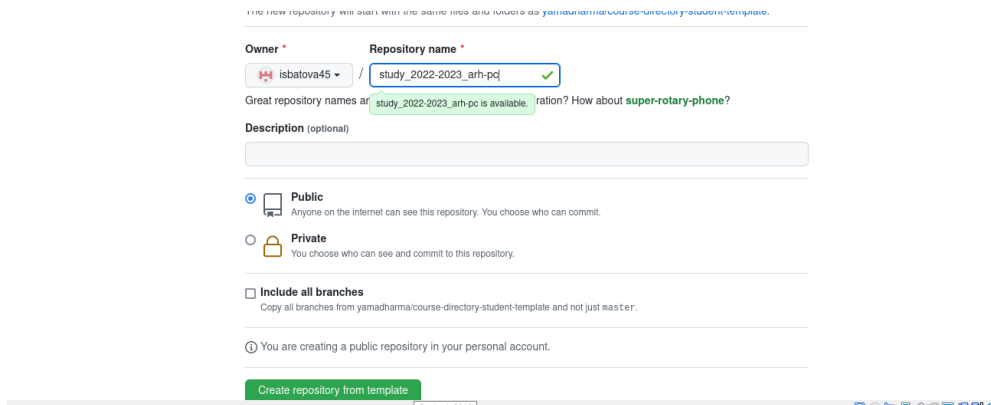 The new repository will start with the same files and folders as yamadharma/course-directory-student-template.
Owner * Repository name *
isbatova45 / study_2022-2023_arh-pc
Great repository names ar ration? How about super-rotary-phone?
study_2022-2023_arh-pc is available.
Description (optional)
Public
Anyone on the internet can see this repository. You choose who can commit.
Private
You choose who can see and commit to this repository.
Include all branches
Copy all branches from yamadharma/course-directory-student-template and not just master.
You are creating a public repository in your personal account.
Create repository from template